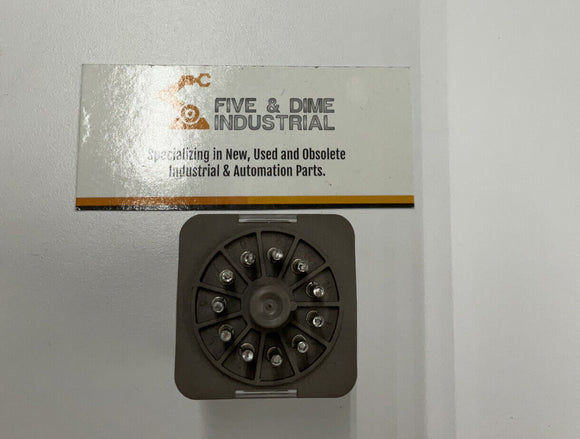 FIVE & DIME
INDUSTRIAL
Specializing in New, Used and Obsolete
Industrial & Automation Parts.